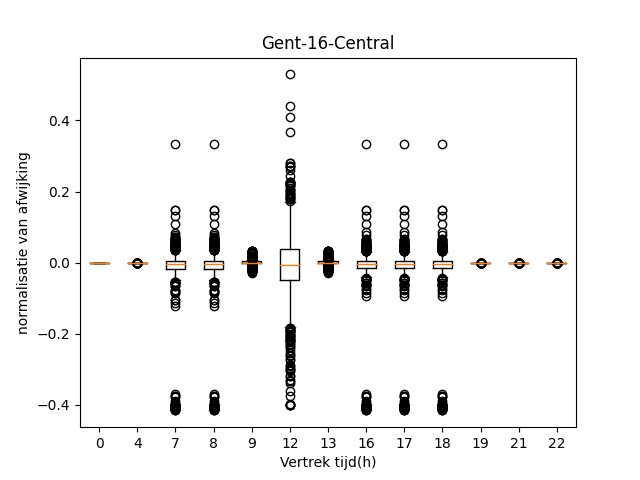 Gent-16-Central
normalisatie van afwijking
0.4
0.2
0.0
−0.2
−0.4
0 4 7 8 9 12 13 16 17 18 19 21 22
Vertrek tijd(h)